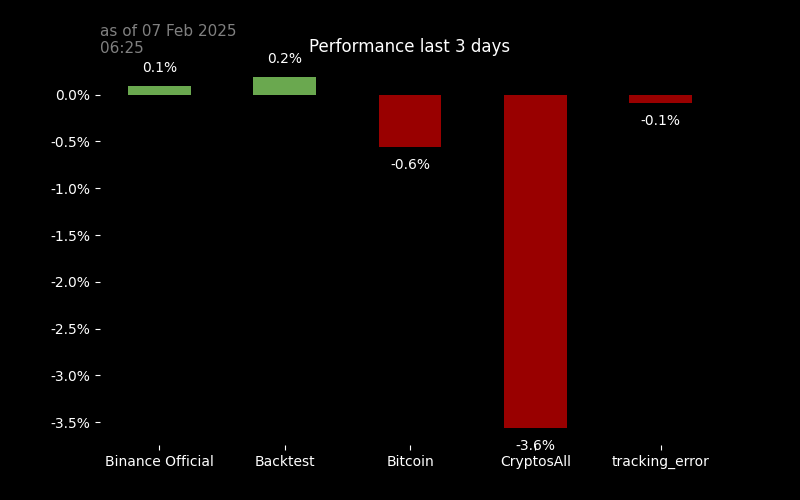 as of 07 Feb 2025
06:25
Performance last 3 days
0.1%
0.2%
-0.6%
-3.6%
-0.1%
0.0%
-0.5%
-1.0%
-1.5%
-2.0%
-2.5%
-3.0%
-3.5%
Binance Official
Backtest
Bitcoin
CryptosAll
tracking_error